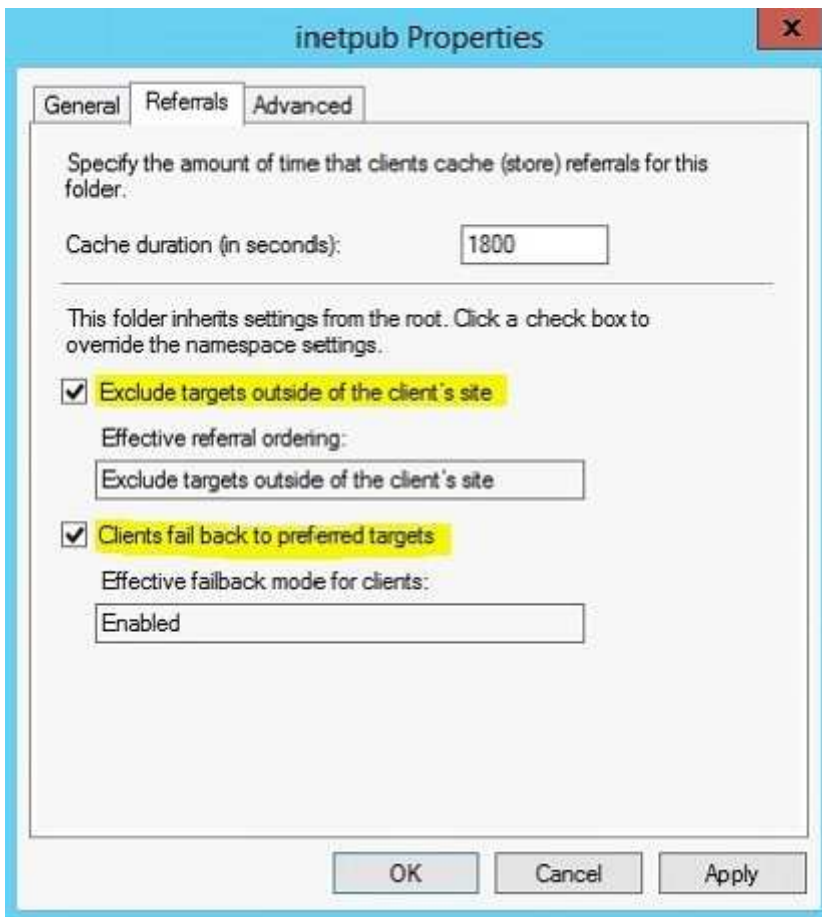 inetpub Properties
x
General Referrals Advanced
Specify the amount of time that clients cache (store) referrals for this
folder.
Cache duration (in seconds): 1800
This folder inherits settings from the root. Click a check box to
override the namespace settings.
Exclude targets outside of the client's site
Effective referral ordering:
Exclude targets outside of the client's site
Clients fail back to preferred targets
Effective failback mode for clients:
Enabled
OK Cancel Apply